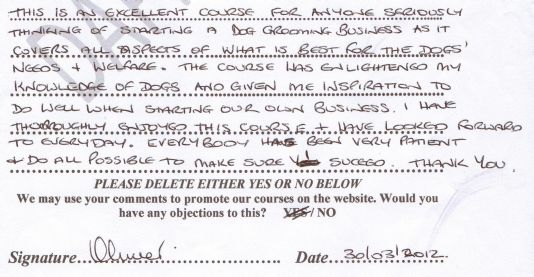 THIS IS AN EXCELLENT COURSE FOR ANYONE SERIOUSLY
THINKING OF STARTING A DOG GROOMING BUSINESS AS IT
COVERS ALL ASPECTS OF WHAT IS BEST FOR THE DOGS'
NEEDS + WELFARE. THE COURSE HAS ENLIGHTENED MY
KNOWLEDGE OF DOGS AND GIVEN ME INSPIRATION TO
DO WELL WHEN STARTING OUR OWN BUSINESS. I HAVE
THOROUGHLY ENJOYED THIS COURSE + HAVE LOOKED FORWARD
TO EVERYDAY. EVERYBODY HAS BEEN VERY PATIENT
+ DO ALL POSSIBLE TO MAKE SURE SUCEED. THANK YOU.
PLEASE DELETE EITHER YES OR NO BELOW
We may use your comments to promote our courses on the website. Would you
have any objections to this? YES/ NO
Signature Date 30/03/2012.